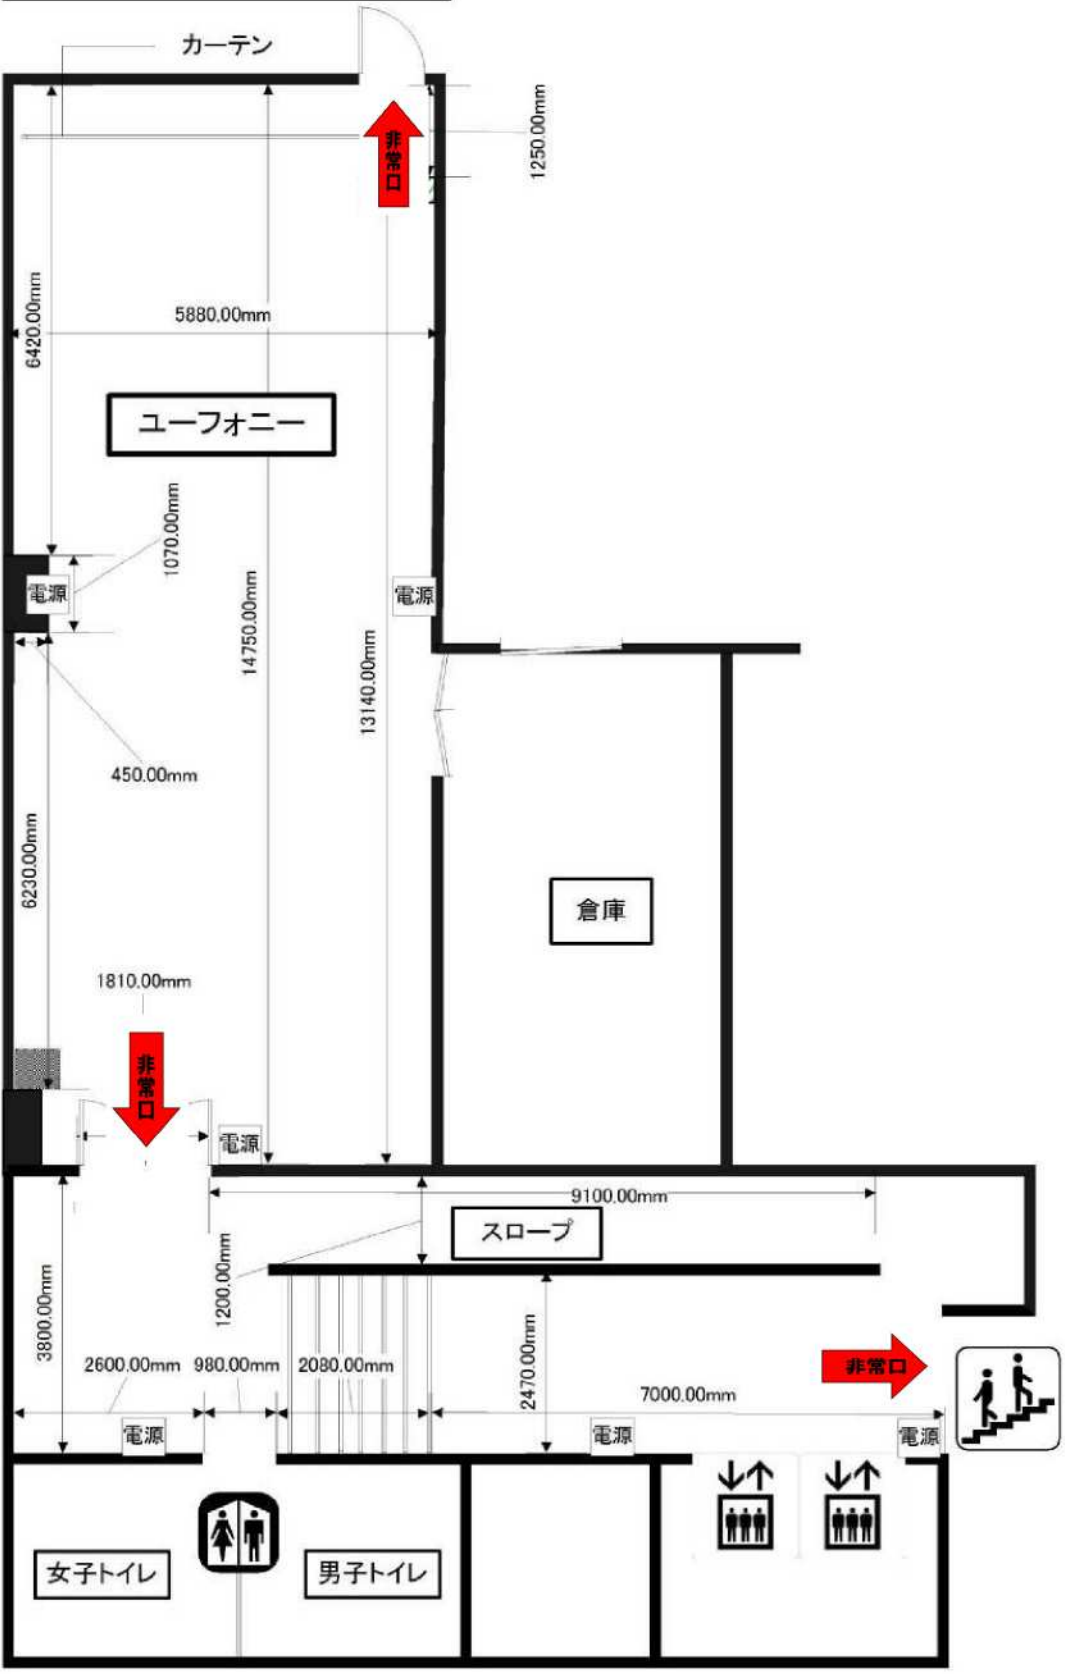 カーテン
1250.00mm
非常口
5880.00mm
6420.00mm
ユーフォニー
1070.00mm
電源
電源
14750.00mm
13140.00mm
450.00mm
6230.00mm
倉庫
1810.00mm
非常口
電源
9100.00mm
スロープ
1200.00mm
3800.00mm
2600.00mm
980.00mm
2080.00mm
2470.00mm
非常口
7000.00mm
電源
電源
電源
女子トイレ
男子トイレ